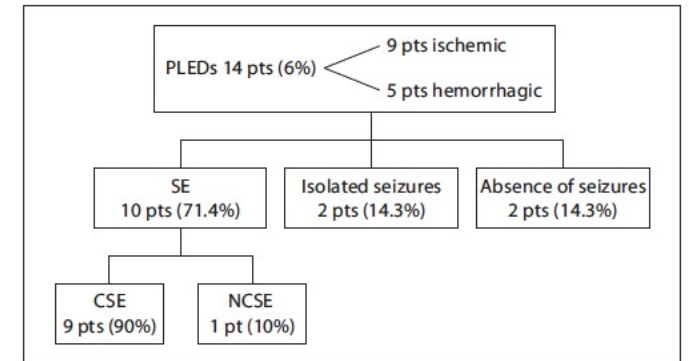 9 pts ischemic
PLEDs 14 pts (6%)
5 pts hemorrhagic
SE
10 pts (71.4%)
Isolated seizures
2 pts (14.3%)
Absence of seizures
2 pts (14.3%)
CSE
9 pts (90%)
NCSE
1 pt (10%)